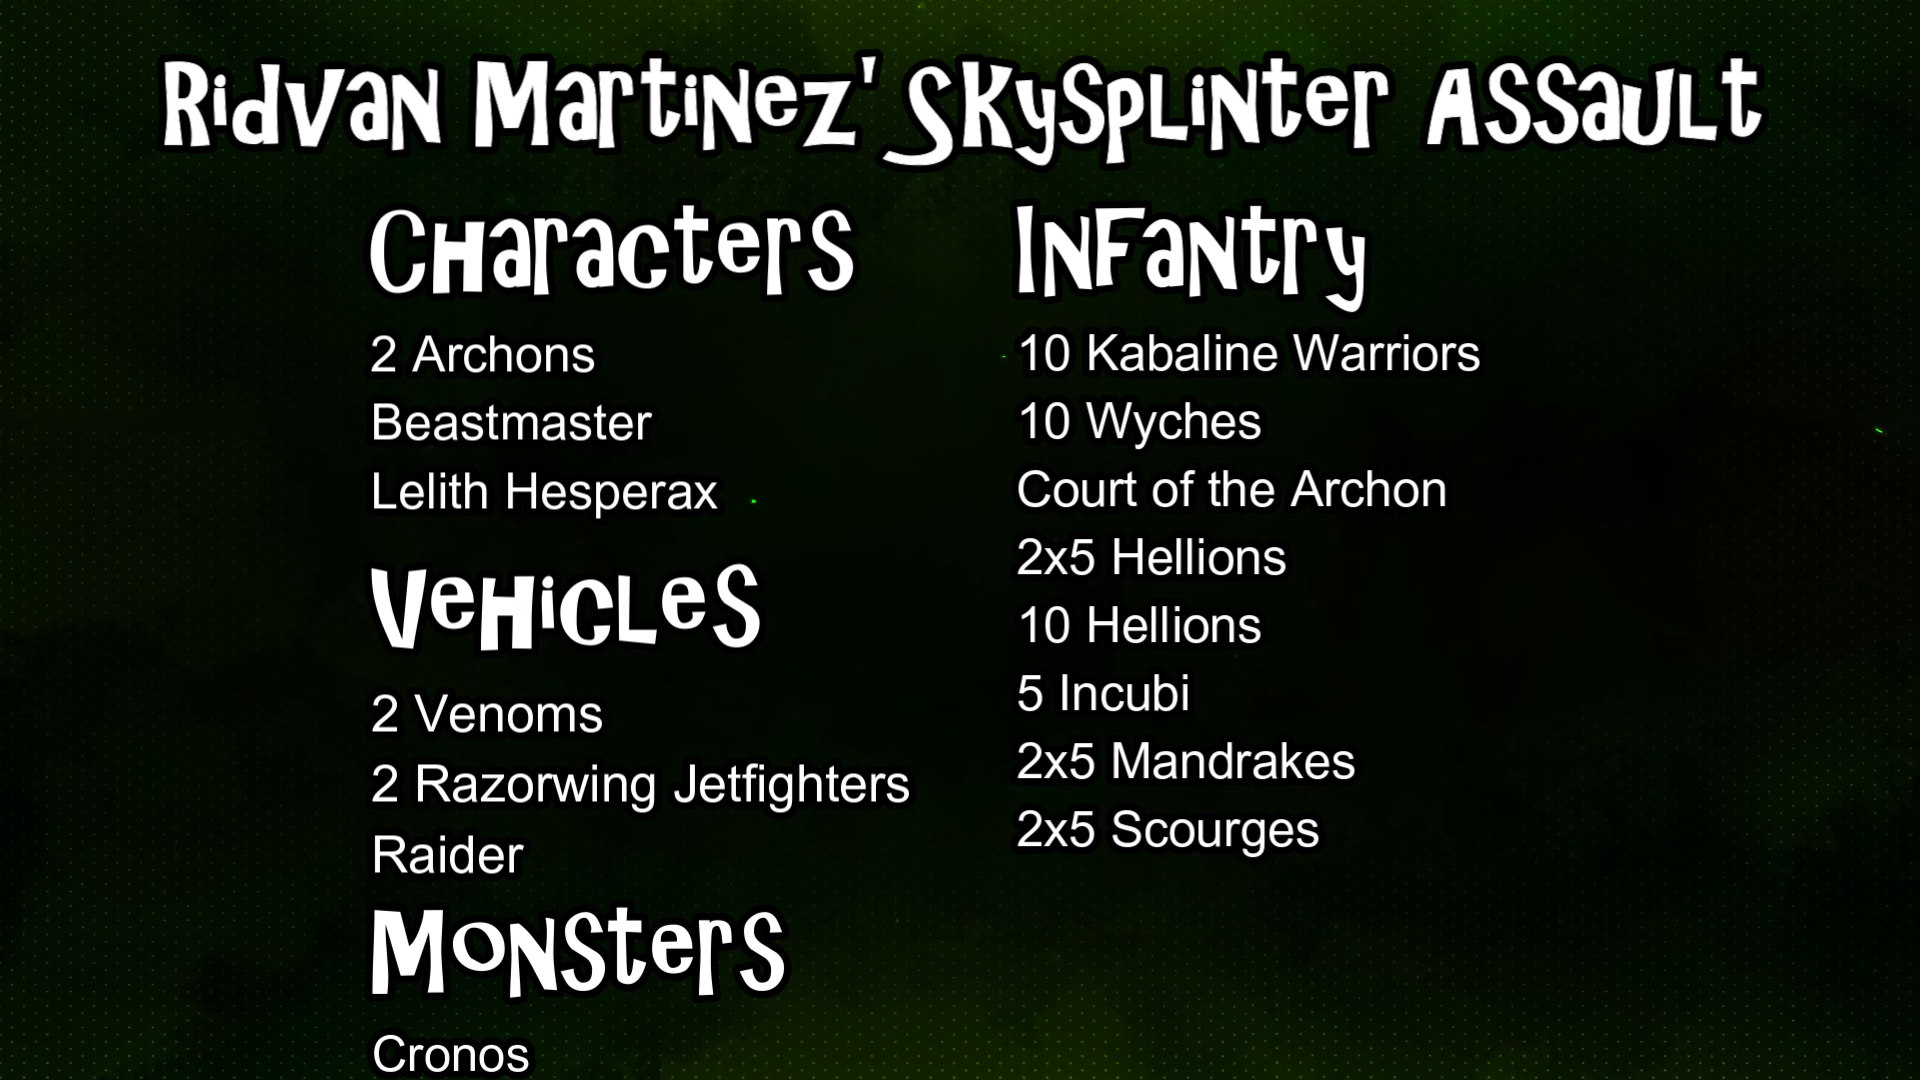 Ridvan Martinez' Skysplinter Assault
Characters
2 Archons
Beastmaster
Lelith Hesperax
Vehicles
2 Venoms
2 Razorwing Jetfighters
Raider
Monsters
Cronos
Infantry
10 Kabaline Warriors
10 Wyches
Court of the Archon
2x5 Hellions
10 Hellions
5 Incubi
2x5 Mandrakes
2x5 Scourges